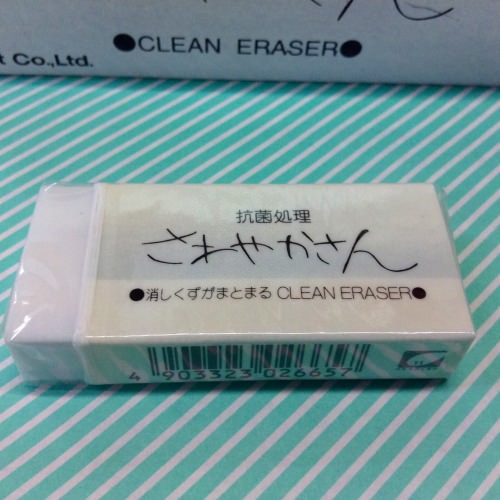 ●CLEAN ERASER●
t Co.,Ltd.
抗菌処理
さわやかさん
●消しくずがまとまる CLEAN ERASER●
4 903323 026657